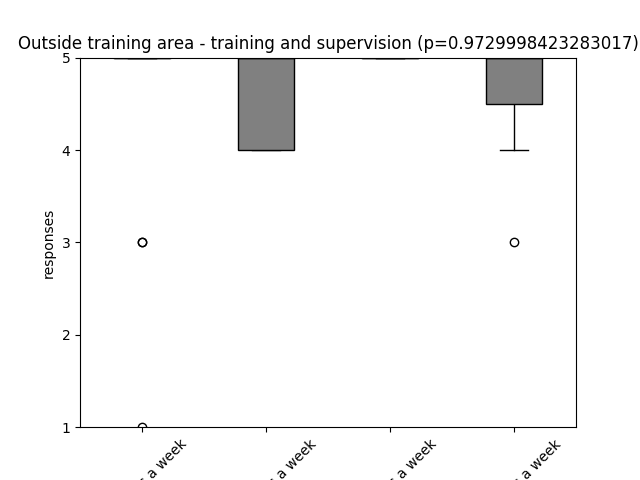 Outside training area - training and supervision (p=0.9729998423283017)
5
4
3
2
1
responses
a week
a week
a week
a week